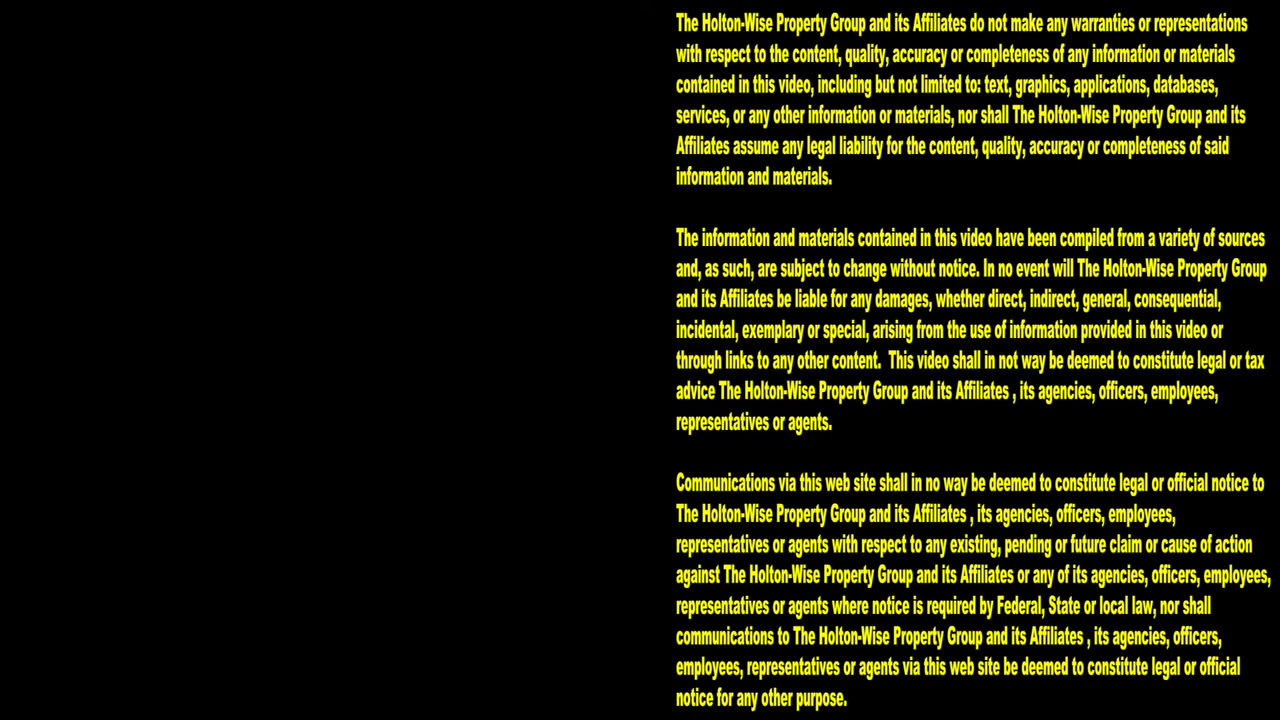 The Holton-Wise Property Group and its Affiliates do not make any warranties or representations
with respect to the content, quality, accuracy or completeness of any information or materials
contained in this video, including but not limited to: text, graphics, applications, databases,
services, or any other information or materials, nor shall The Holton-Wise Property Group and its
Affiliates assume any legal liability for the content, quality, accuracy or completeness of said
information and materials.
The information and materials contained in this video have been compiled from a variety of sources
and, as such, are subject to change without notice. In no event will The Holton-Wise Property Group
and its Affiliates be liable for any damages, whether direct, indirect, general, consequential,
incidental, exemplary or special, arising from the use of information provided in this video or
through links to any other content.  This video shall in not way be deemed to constitute legal or tax
advice The Holton-Wise Property Group and its Affiliates , its agencies, officers, employees,
representatives or agents.
Communications via this web site shall in no way be deemed to constitute legal or official notice to
The Holton-Wise Property Group and its Affiliates , its agencies, officers, employees,
representatives or agents with respect to any existing, pending or future claim or cause of action
against The Holton-Wise Property Group and its Affiliates or any of its agencies, officers, employees,
representatives or agents where notice is required by Federal, State or local law, nor shall
communications to The Holton-Wise Property Group and its Affiliates , its agencies, officers,
employees, representatives or agents via this web site be deemed to constitute legal or official
notice for any other purpose.